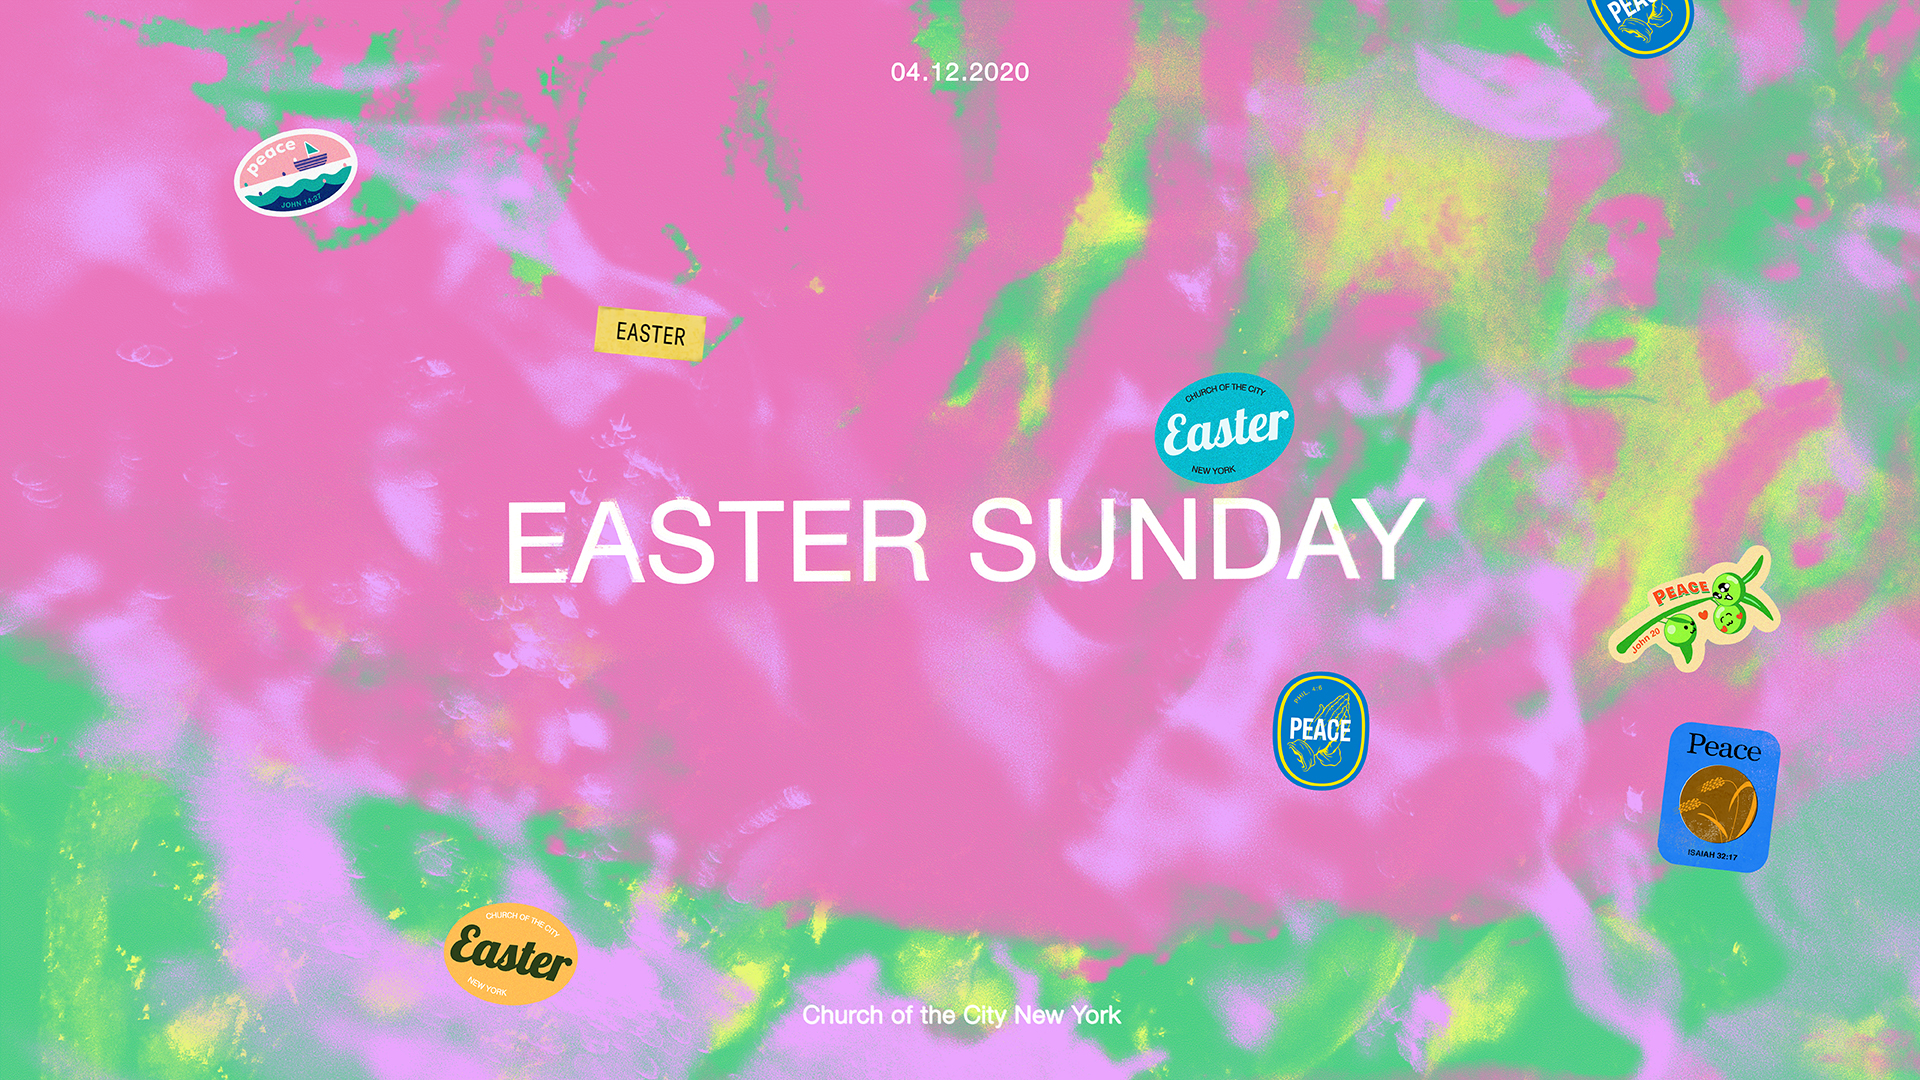 PEACE
04.12.2020
peace
JOHN 14:27
EASTER
CHURCH OF THE CITY
Easter
NEW YORK
EASTER SUNDAY
PEACE
John 20
PHIL. 4:6
PEACE
Peace
ISAIAH 32:17
CHURCH OF THE CITY
Easter
NEW YORK
Church of the City New York